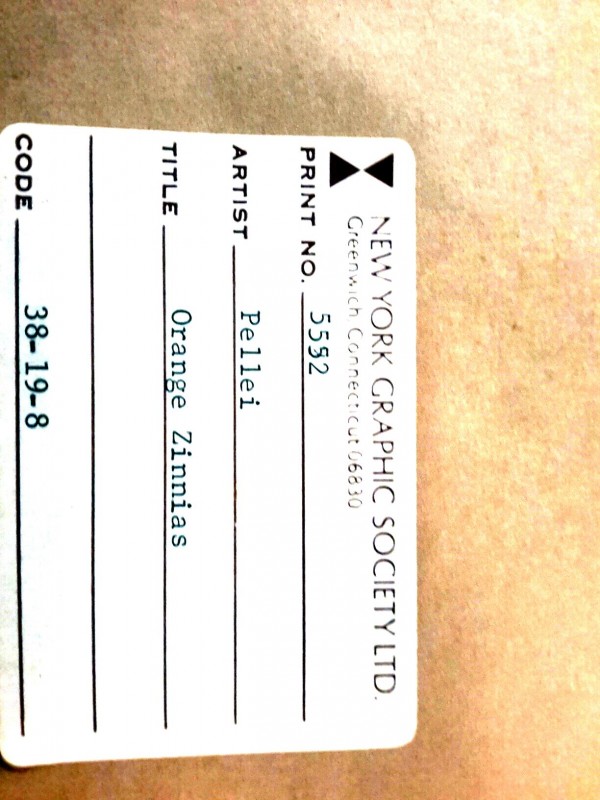 NEW YORK GRAPHIC SOCIETY LTD.
Greenwich Connecticut 06830
PRINT NO. 5592
ARTIST Pellei
TITLE Orange Zinnias
CODE 38-19-8